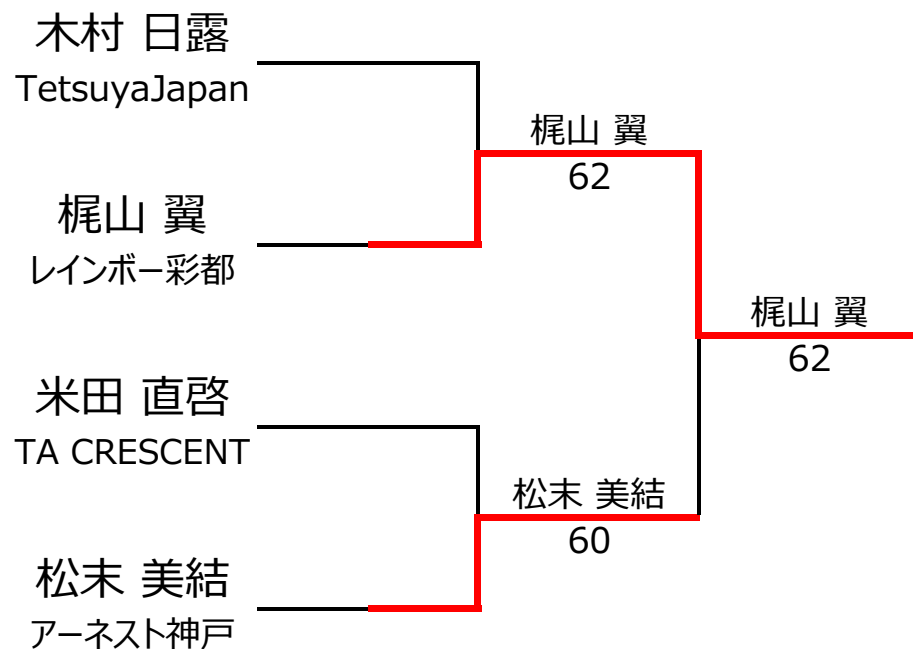 木村 日露
TetsuyaJapan
梶山 翼
62
梶山 翼
レインボー彩都
梶山 翼
62
米田 直啓
TA CRESCENT
松末 美結
60
松末 美結
アーネスト神戸